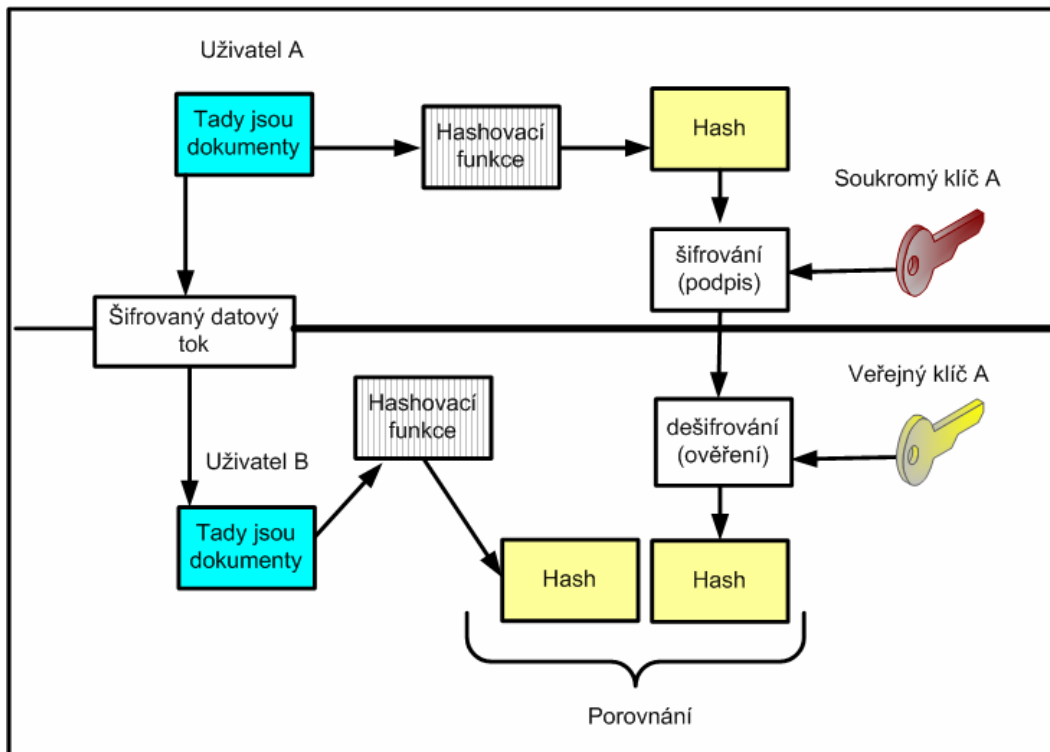 Uživatel A
Tady jsou
dokumenty
Hashovací
funkce
Hash
Soukromý klíč A
šifrování
(podpis)
Šifrovaný datový
tok
Veřejný klíč A
Hashovací
funkce
dešifrování
(ověření)
Uživatel B
Tady jsou
dokumenty
Hash
Hash
Porovnání